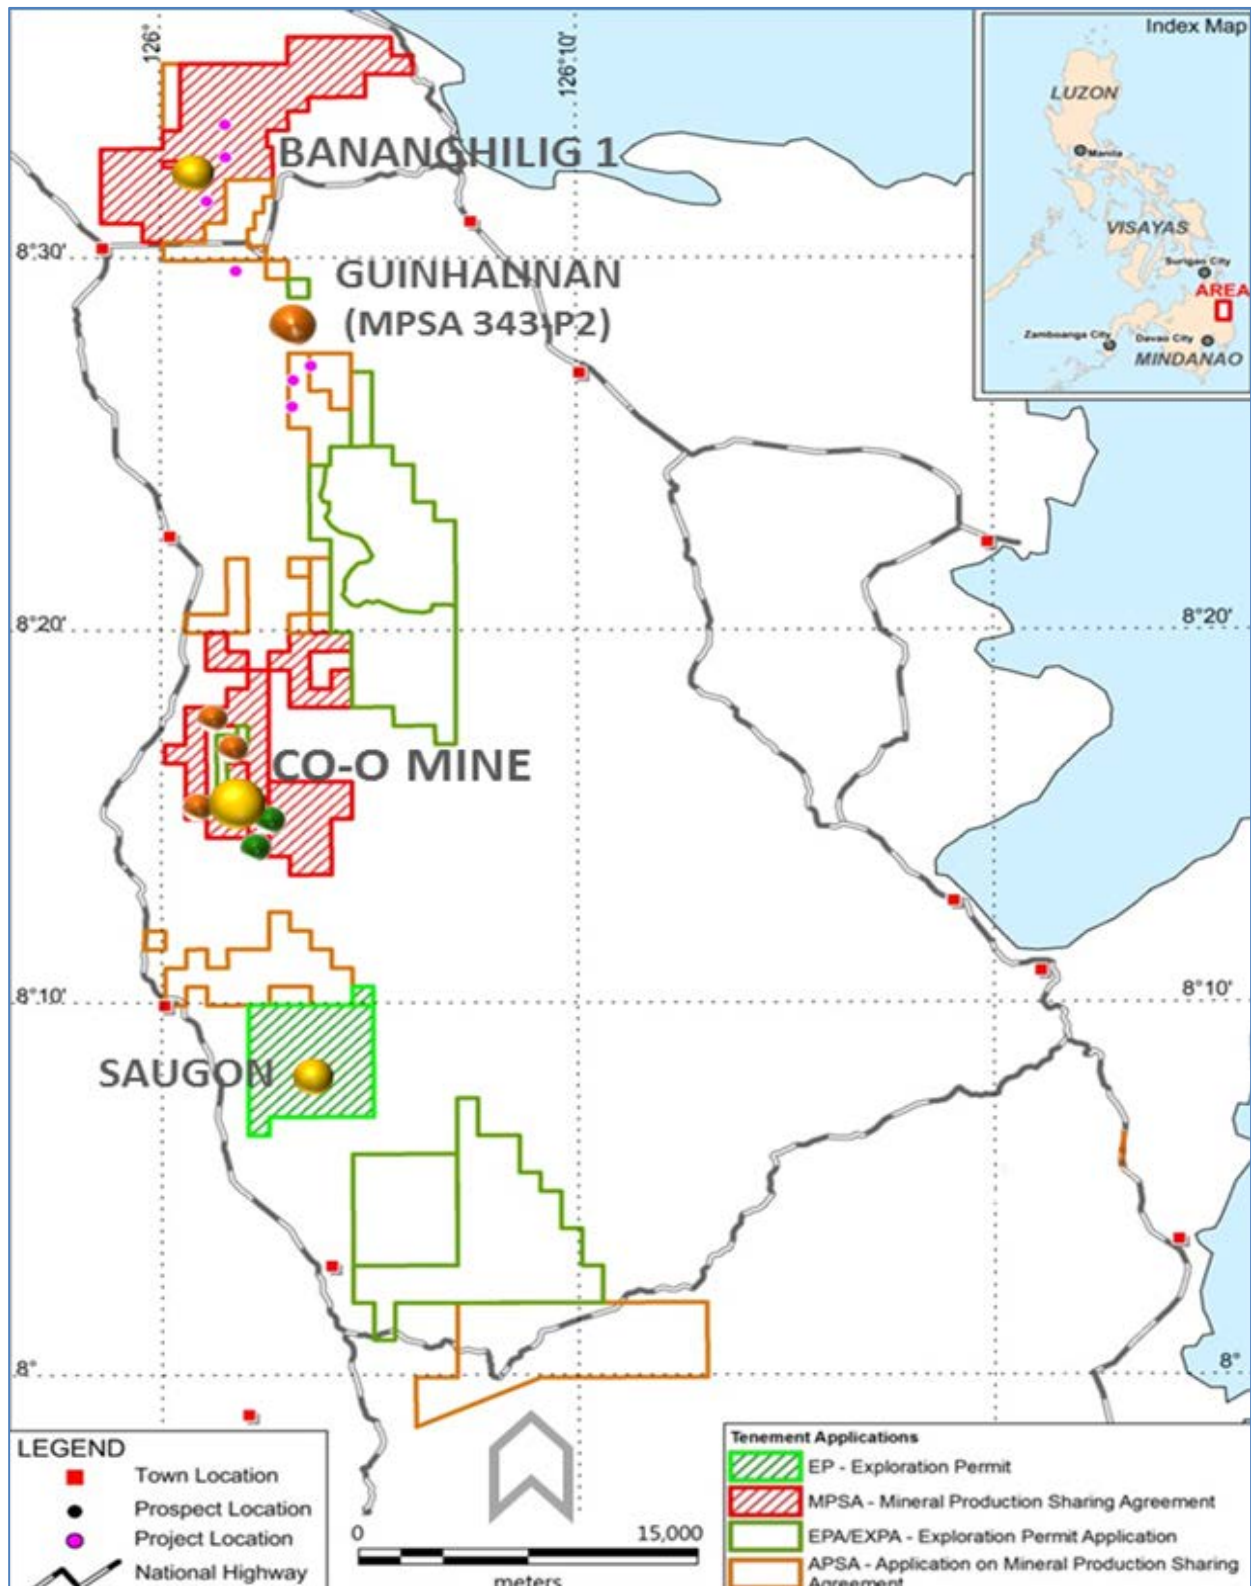 126°
126°10'
Index Map
LUZON
Manila
VISAYAS
Surigao City
AREA
Zamboanga City
Davao City
MINDANAO
BANANGHILIG 1
8°30'
GUINHALINAN
(MPSA 343-P2)
8°20'
8°20'
CO-O MINE
8°10'
8°10'
SAUGON
8°
8°
LEGEND
Town Location
Prospect Location
Project Location
National Highway
0
15,000
meters
Tenement Applications
EP - Exploration Permit
MPSA - Mineral Production Sharing Agreement
EPA/EXPA - Exploration Permit Application
APSA - Application on Mineral Production Sharing
Agreement